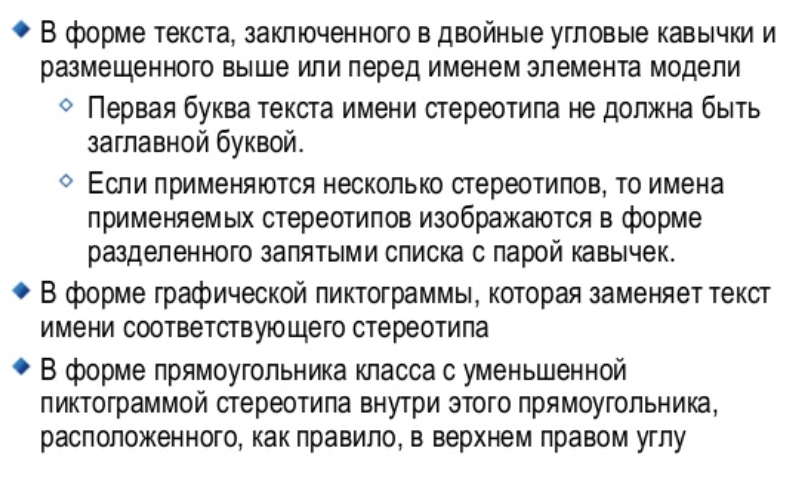 В форме текста, заключенного в двойные угловые кавычки и
размещенного выше или перед именем элемента модели
Первая буква текста имени стереотипа не должна быть
заглавной буквой.
Если применяются несколько стереотипов, то имена
применяемых стереотипов изображаются в форме
разделенного запятыми списка с парой кавычек.
В форме графической пиктограммы, которая заменяет текст
имени соответствующего стереотипа
В форме прямоугольника класса с уменьшенной
пиктограммой стереотипа внутри этого прямоугольника,
расположенного, как правило, в верхнем правом углу